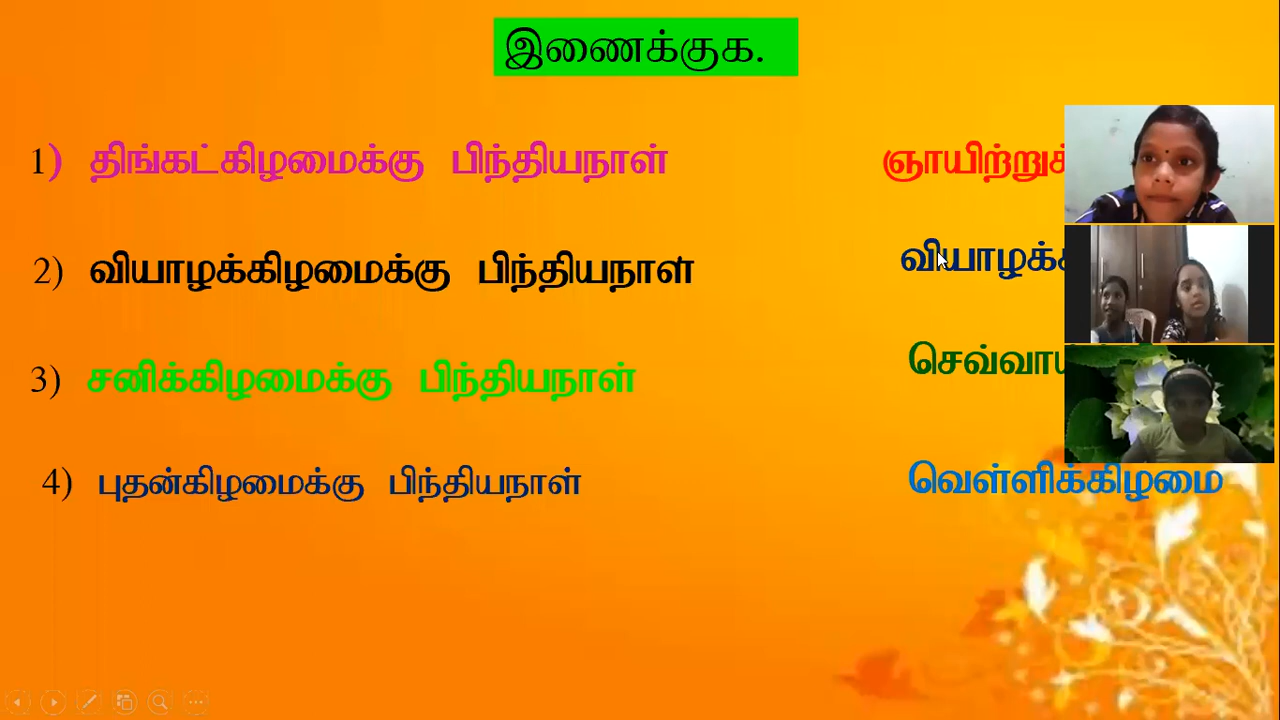 இணைக்குக.
1) திங்கட்கிழமைக்கு பிந்தியநாள்
2) வியாழக்கிழமைக்கு பிந்தியநாள்
3) சனிக்கிழமைக்கு பிந்தியநாள்
4) புதன்கிழமைக்கு பிந்தியநாள் வெள்ளிக்கிழமை